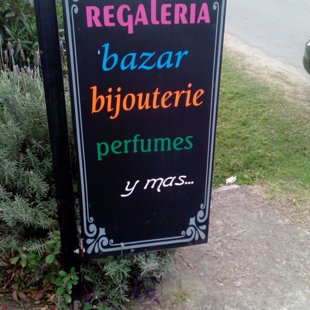 REGALERIA
bazar
bijouterie
perfumes
y mas...